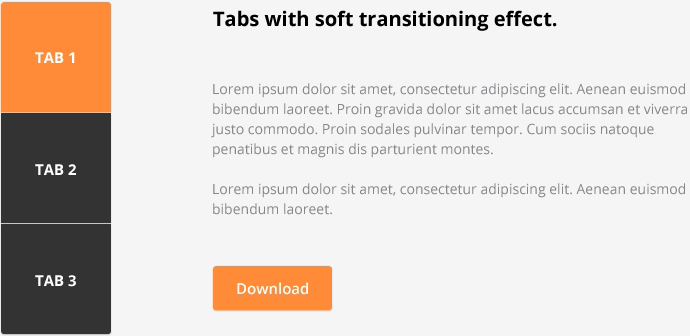 TAB 1
TAB 2
TAB 3
Tabs with soft transitioning effect.
Lorem ipsum dolor sit amet, consectetur adipiscing elit. Aenean euismod
bibendum laoreet. Proin gravida dolor sit amet lacus accumsan et viverra
justo commodo. Proin sodales pulvinar tempor. Cum sociis natoque
penatibus et magnis dis parturient montes.
Lorem ipsum dolor sit amet, consectetur adipiscing elit. Aenean euismod
bibendum laoreet.
Download